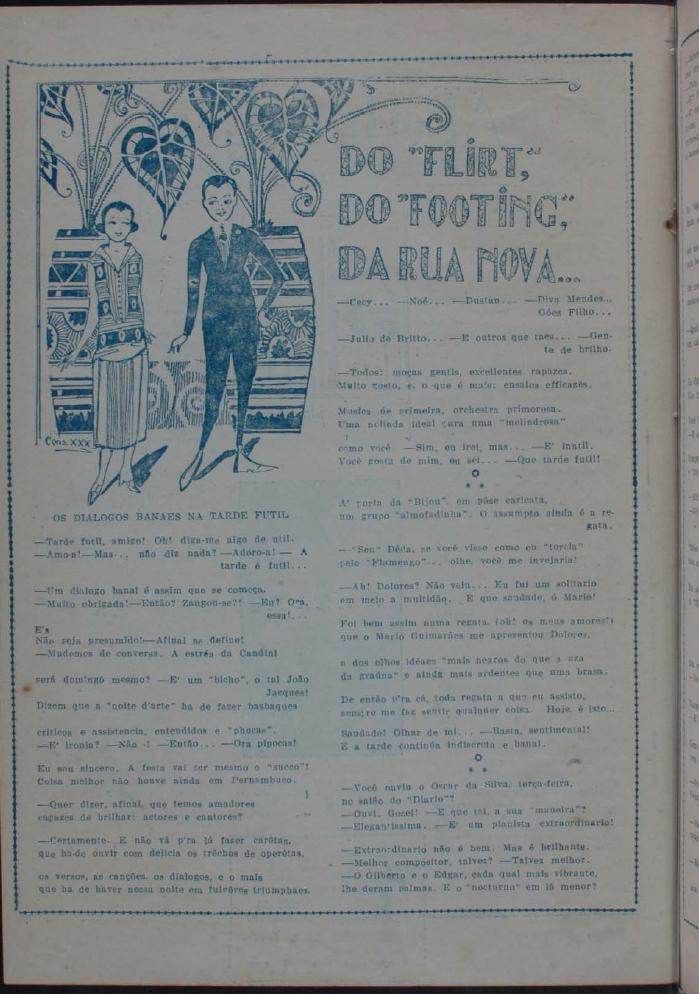 DO "FLIRT,"
DO "FOOTING,"
DA RUA NOVA...
Cens. XXX
OS DIALOGOS BANAES NA TARDE FUTIL
—Tarde futil, amigo! Oh! diga-me algo de util.
—Amo-a!—Mas... não diz nada? —Adoro-a! — A
tarde é futil...
—Um dialogo banal é assim que se começa.
—Muito obrigada!—Então? Zangou-se?! —Eu? Ora,
essa!...
E's
Não seja presumido!—Afinal se define!
—Mudemos de conversa. A estréa da Candini
será domingo mesmo? —E' um "bicho", o tal João
Jacques!
Dizem que a "noite d'arte" ha de fazer basbaques
criticos e assistencia, entendidos e "phocas".
—E' ironia? —Não -! —Então... —Ora pipocas!
Eu sou sincero. A festa vai ser mesmo o "succo"!
Coisa melhor não houve ainda em Pernambuco.
—Quer dizer, afinal, que temos amadores
capazes de brilhar: actores e cantores?
—Certamente. E não vá p'ra lá fazer carêtas,
que ha-de ouvir com delicia os trêchos de operêtas,
os versos, as canções, os dialogos, e o mais
que ha de haver nessa noite em fulgôres triumphaes.
—Cecy... —Noé... —Dustan... —Diva Mendes...
Góes Filho...
—Julio de Britto... —E outros que taes... —Gen-
te de brilho.
—Todos: moças gentis, excellentes rapazes.
Muito gosto, e, o que é mais: ensaios efficazes.
Musica de primeira, orchestra primorosa.
Uma noitada ideal para uma "melindrosa"
como você. —Sim, eu irei, mas... —E' inutil.
Você gosta de mim, eu sei... —Que tarde futil!
A' porta da "Bijou", em pôse caricata,
um grupo "almofadinha". O assumpto ainda é a re-
gata.
—"Seu" Déda, se você visse como eu "torcia"
pelo "Flamengo"... olhe, você me invejaria!
—Ah! Dolores? Não veiu... Eu fui um solitario
em meio a multidão. E que saudade, ó Mario!
Foi bem assim numa regata, (oh! os meus amores!)
que o Mario Guimarães me apresentou Dolores,
a dos olhos idéaes "mais negros do que a aza
da graúna" e ainda mais ardentes que uma brasa.
De então p'ra cá, toda regata a que eu assisto,
sempre me faz sentir qualquer coisa. Hoje, é isto...
Saudade! Olhar de mi... —Basta, sentimental!
E a tarde continúa indiscreta e banal.
—Você ouviu o Oscar da Silva, terça-feira,
no salão do "Diario"?
—Ouvi. Gosei! —E que tal, a sua "maneira"?
—Elegantissima. —E' um pianista extraordinario!
—Extraordinario não é bem. Mas é brilhante.
—Melhor compositor, talvez? —Talvez melhor.
—O Gilberto e o Edgar, cada qual mais vibrante,
lhe deram palmas. E o "nocturno" em lá menor?